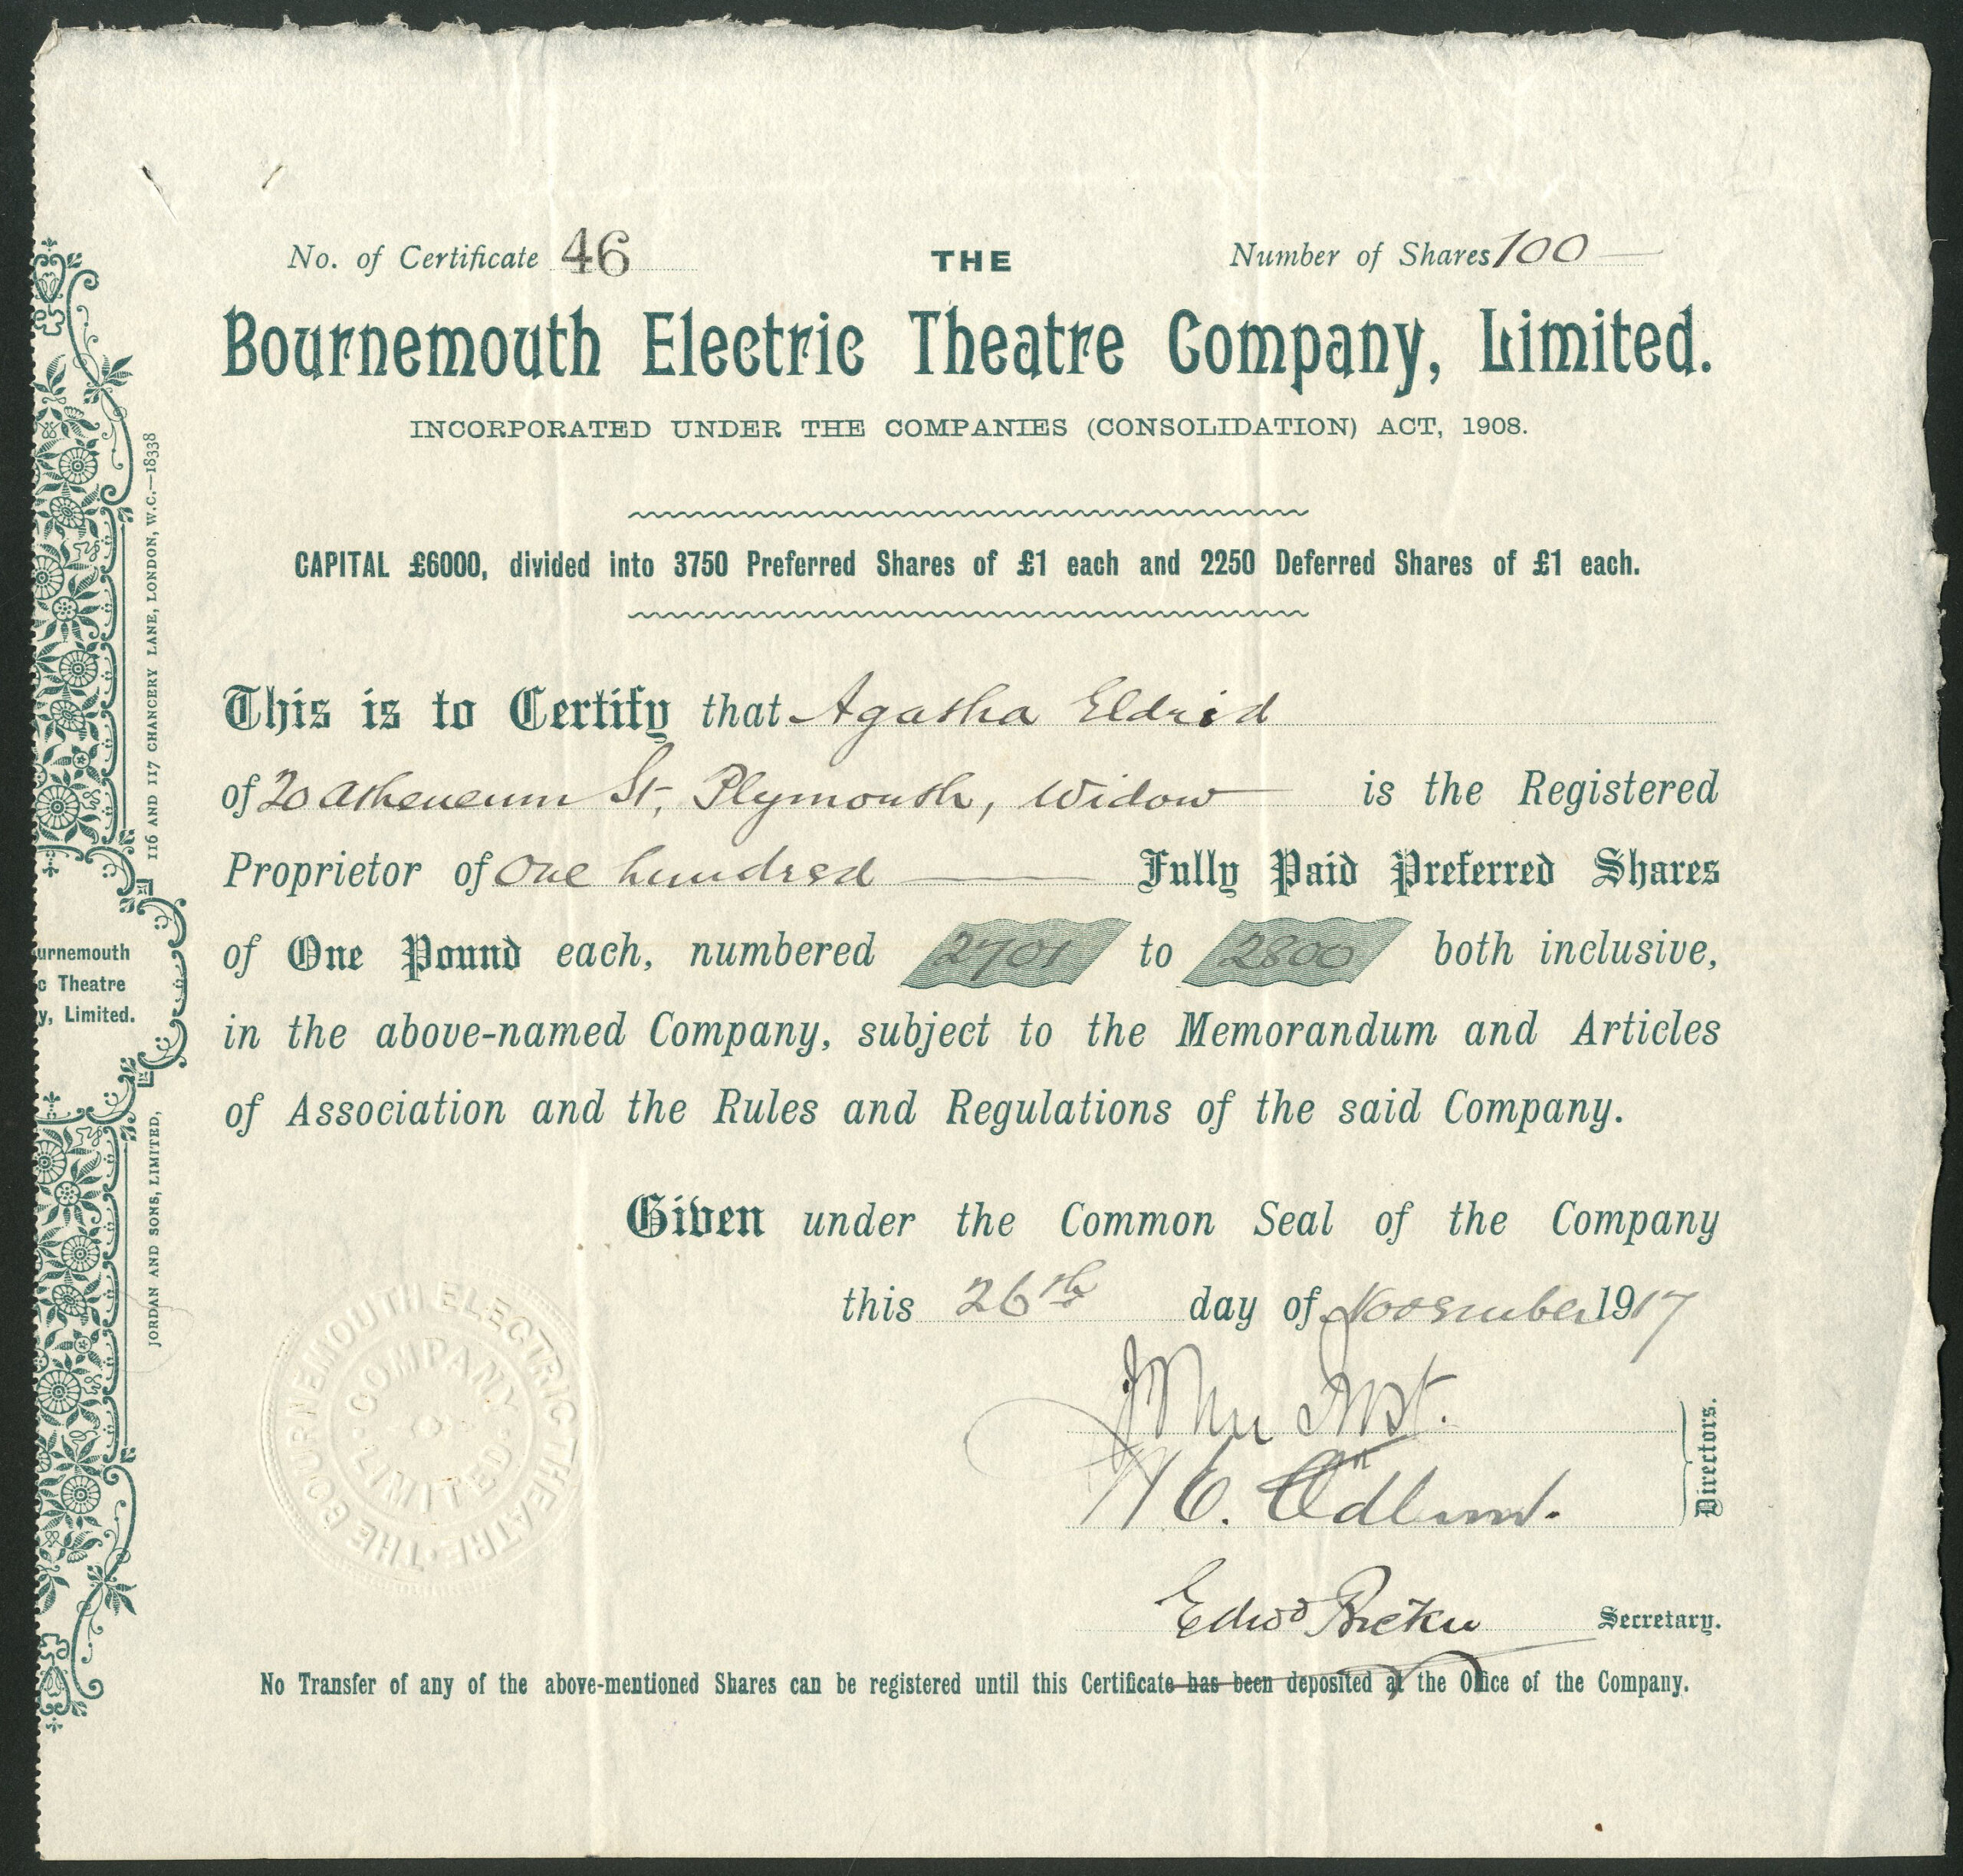 No. of Certificate 46
THE
Number of Shares 100 —
Bournemouth Electric Theatre Company, Limited.
INCORPORATED UNDER THE COMPANIES (CONSOLIDATION) ACT, 1908.
CAPITAL £6000, divided into 3750 Preferred Shares of £1 each and 2250 Deferred Shares of £1 each.
This is to Certify that Agatha Eldrid
of 20 Atheneum St, Plymouth, Widow is the Registered
Proprietor of One hundred — Fully Paid Preferred Shares
of One Pound each, numbered 2701 to 2800 both inclusive,
in the above-named Company, subject to the Memorandum and Articles
of Association and the Rules and Regulations of the said Company.
Given under the Common Seal of the Company
this 26th day of November 1917
Directors.
Secretary.
No Transfer of any of the above-mentioned Shares can be registered until this Certificate has been deposited at the Office of the Company.
THE BOURNEMOUTH ELECTRIC THEATRE
COMPANY LIMITED
urnemouth
c Theatre
y, Limited.
JORDAN AND SONS, LIMITED, 116 AND 117 CHANCERY LANE, LONDON, W.C.—18338